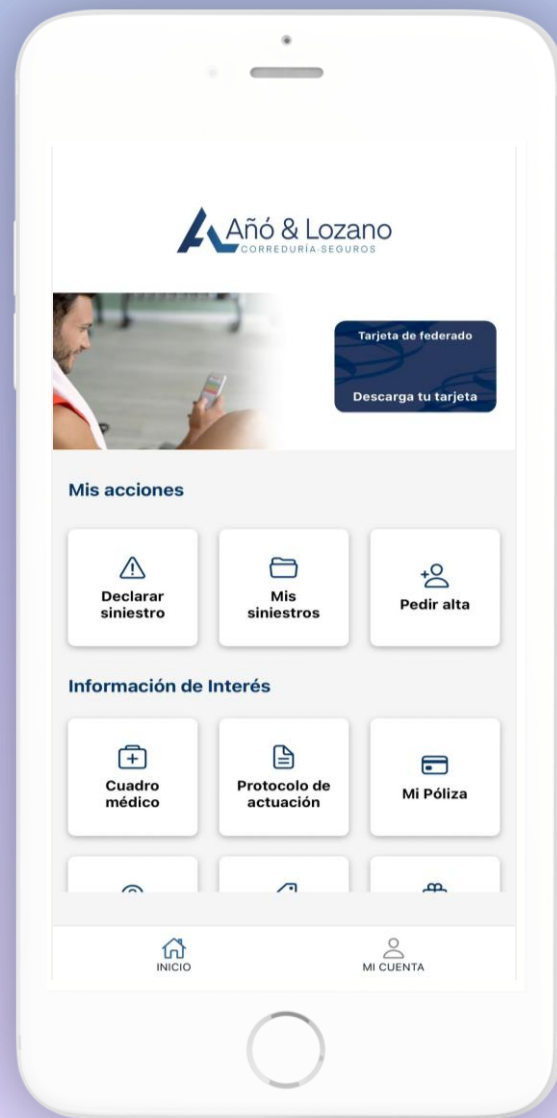 Añó & Lozano
CORREDURÍA-SEGUROS
Tarjeta de federado
Descarga tu tarjeta
Mis acciones
Declarar
siniestro
Mis
siniestros
Pedir alta
Información de Interés
Cuadro
médico
Protocolo de
actuación
Mi Póliza
INICIO
MI CUENTA